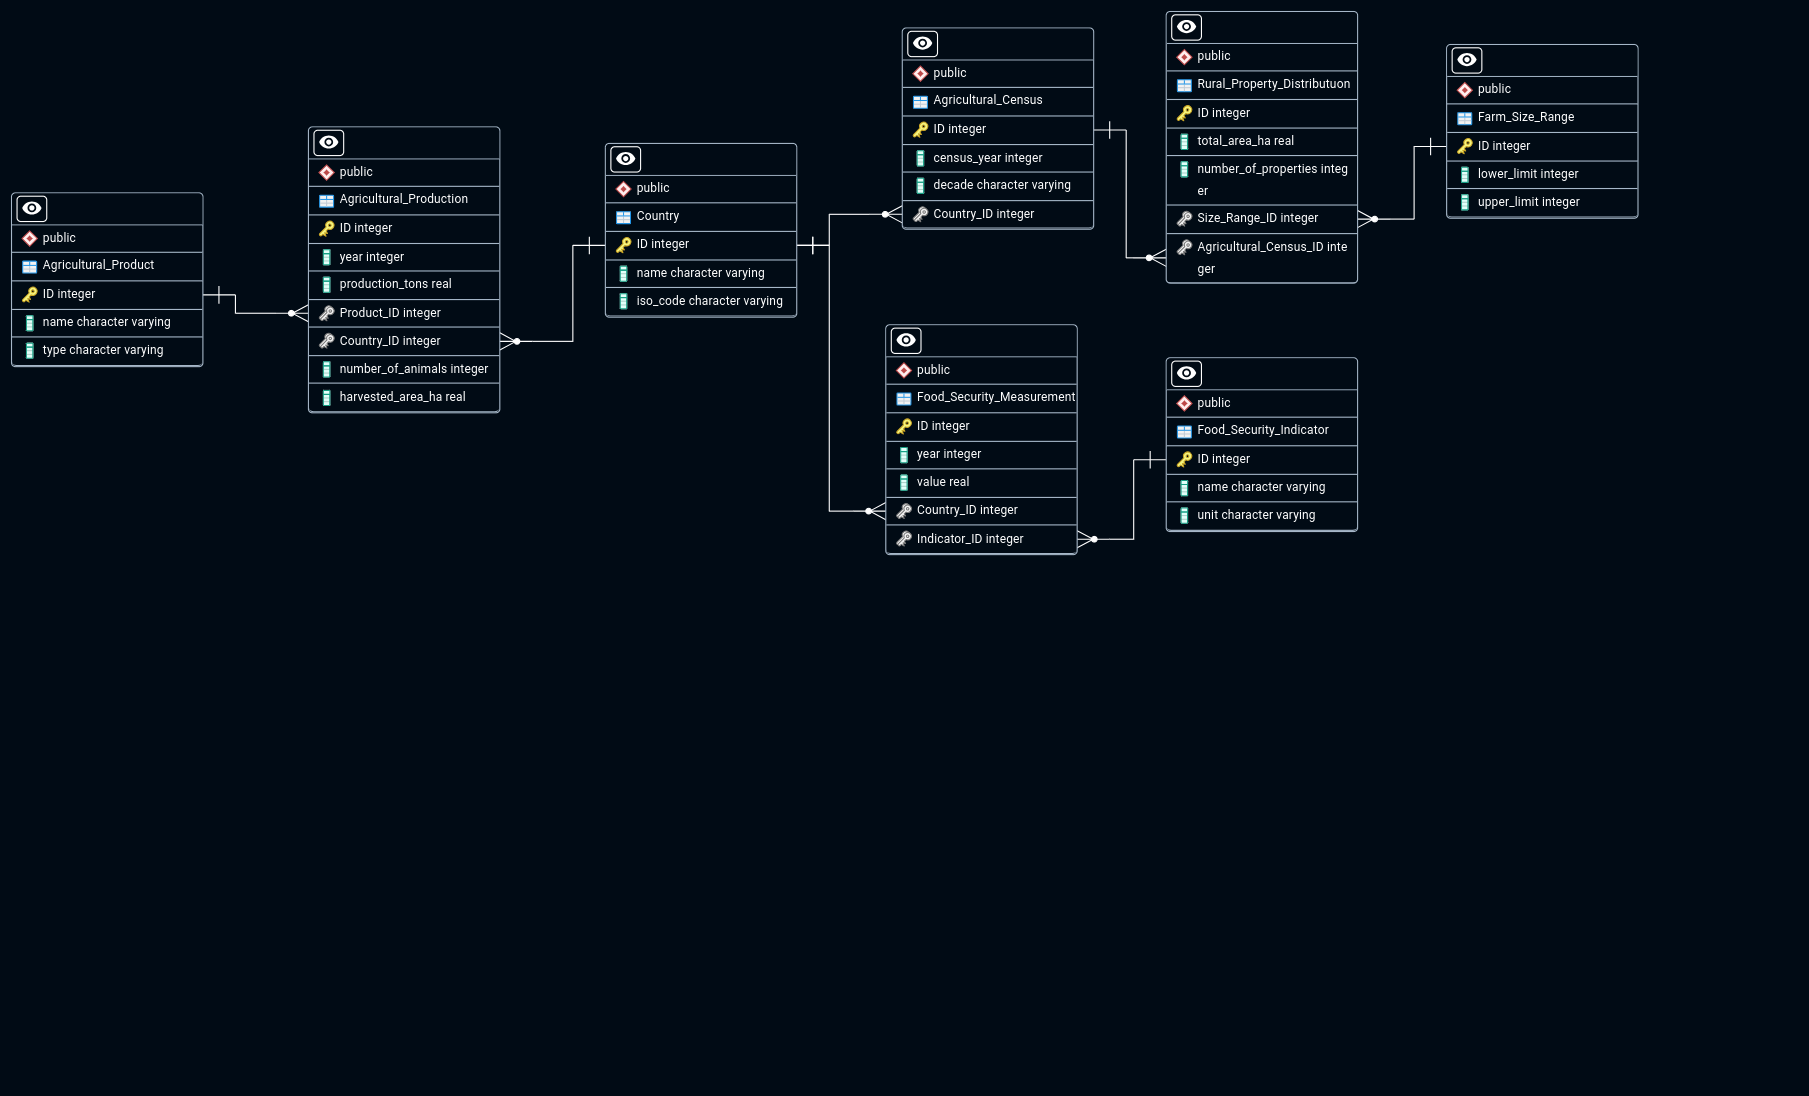 public
Agricultural_Product
ID integer
name character varying
type character varying
public
Agricultural_Production
ID integer
year integer
production_tons real
Product_ID integer
Country_ID integer
number_of_animals integer
harvested_area_ha real
public
Country
ID integer
name character varying
iso_code character varying
public
Agricultural_Census
ID integer
census_year integer
decade character varying
Country_ID integer
public
Food_Security_Measurement
ID integer
year integer
value real
Country_ID integer
Indicator_ID integer
public
Rural_Property_Distributuon
ID integer
total_area_ha real
number_of_properties integ
er
Size_Range_ID integer
Agricultural_Census_ID inte
ger
public
Food_Security_Indicator
ID integer
name character varying
unit character varying
public
Farm_Size_Range
ID integer
lower_limit integer
upper_limit integer